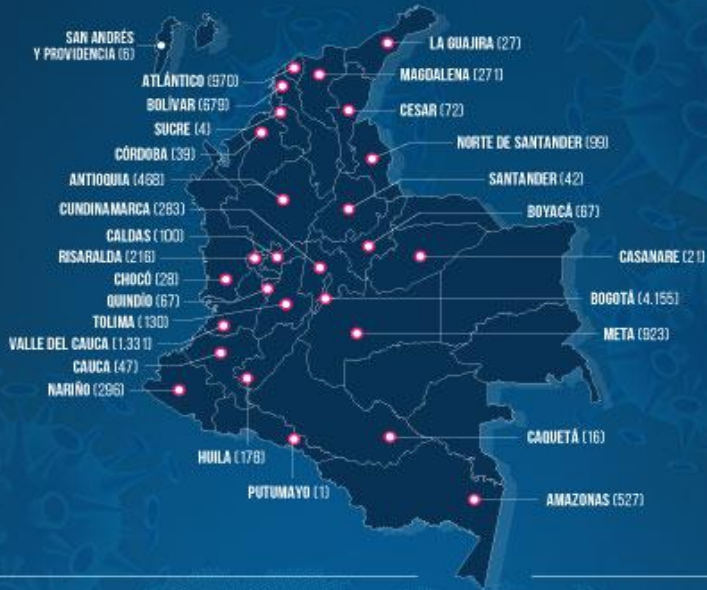 SAN ANDRÉS
Y PROVIDENCIA (6)
ATLÁNTICO (970)
BOLÍVAR (679)
SUCRE (4)
CÓRDOBA (39)
ANTIOQUIA (468)
CUNDINAMARCA (283)
CALDAS (100)
RISARALDA (216)
CHOCÓ (28)
QUINDÍO (67)
TOLIMA (130)
VALLE DEL CAUCA (1.331)
CAUCA (47)
NARIÑO (296)
HUILA (178)
PUTUMAYO (1)
LA GUAJIRA (27)
MAGDALENA (271)
CESAR (72)
NORTE DE SANTANDER (99)
SANTANDER (42)
BOYACÁ (67)
CASANARE (21)
BOGOTÁ (4.155)
META (923)
CAQUETÁ (16)
AMAZONAS (527)